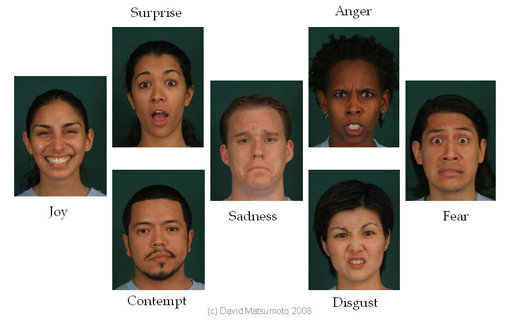 Surprise
Anger
Joy
Sadness
Fear
Contempt
Disgust
(c) David Matsumoto 2008